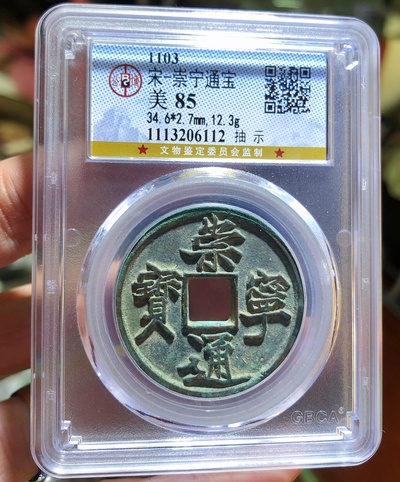 1103
宋·崇宁通宝
美 85
34.6*2.7mm,12.3g
1113206112 抽 示
★ 文物鉴定委员会监制 ★
崇
寶 寧
通
GBCA